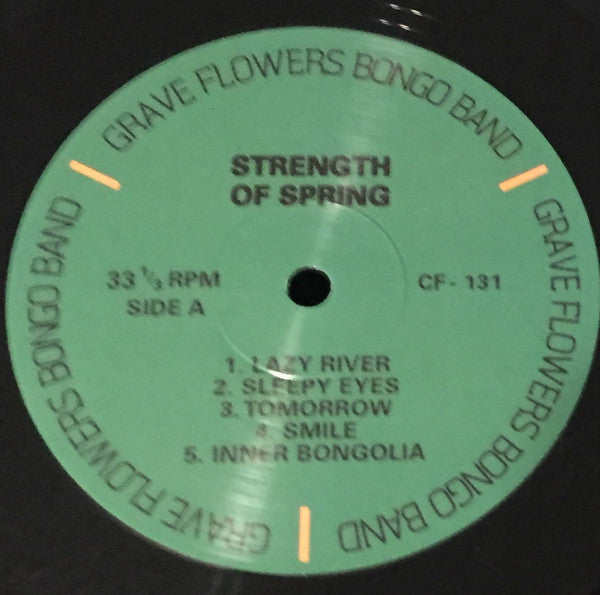 GRAVE FLOWERS BONGO BAND
GRAVE FLOWERS BONGO BAND
GRAVE FLOWERS BONGO BAND
STRENGTH
OF SPRING
33 1/3 RPM
SIDE A
CF - 131
1. LAZY RIVER
2. SLEEPY EYES
3. TOMORROW
4. SMILE
5. INNER BONGOLIA